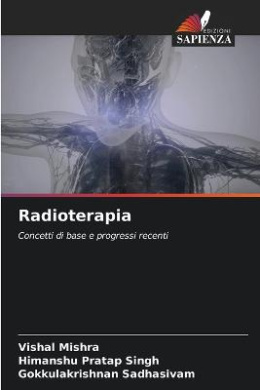 EDIZIONI
SAPIENZA
Radioterapia
Concetti di base e progressi recenti
Vishal Mishra
Himanshu Pratap Singh
Gokkulakrishnan Sadhasivam